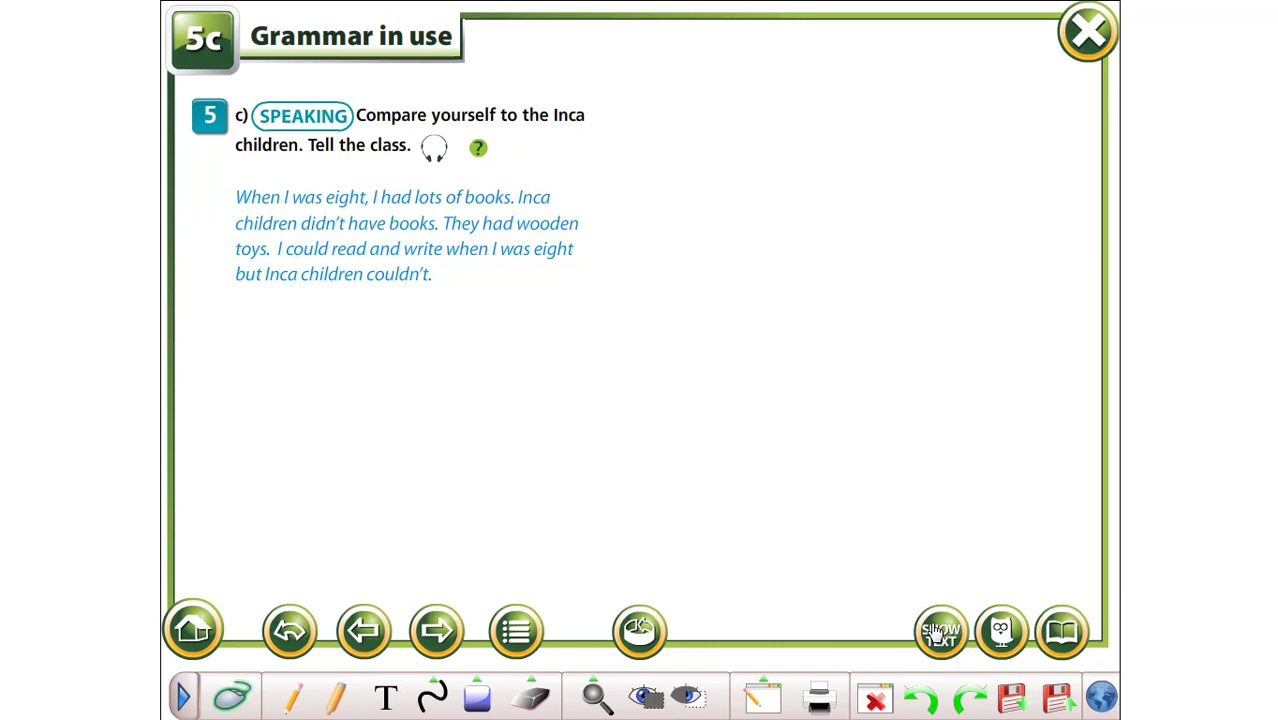 5c Grammar in use
5 c) SPEAKING Compare yourself to the Inca
children. Tell the class. ?
When I was eight, I had lots of books. Inca
children didn't have books. They had wooden
toys. I could read and write when I was eight
but Inca children couldn't.
SHOW
TEXT
T